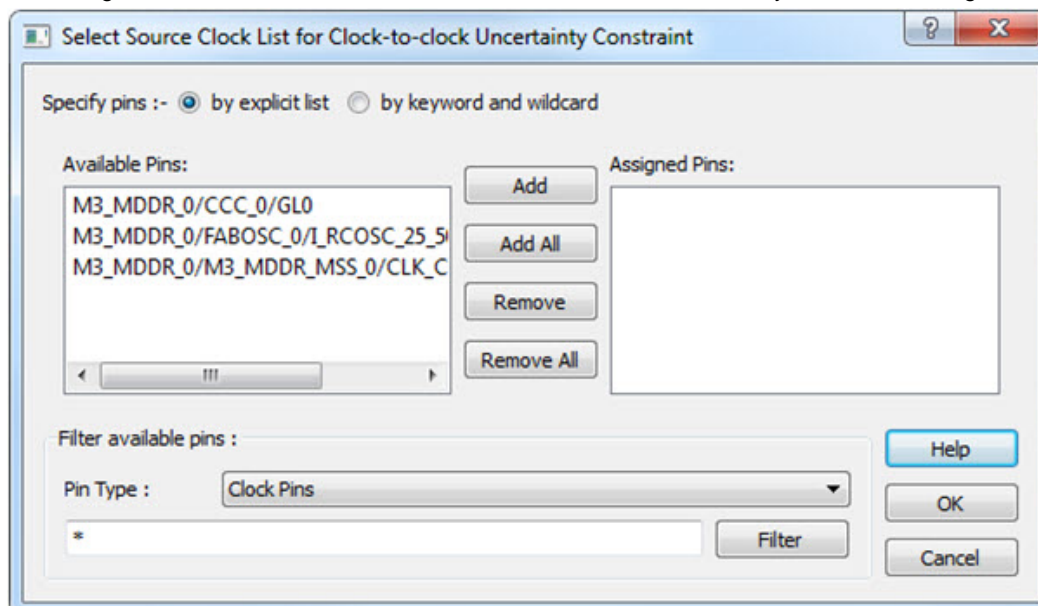 Select Source Clock List for Clock-to-clock Uncertainty Constraint
Specify pins :- by explicit list by keyword and wildcard
Available Pins:
Assigned Pins:
M3_MDDR_0/CCC_0/GL0
M3_MDDR_0/FABOSC_0/I_RCOSC_25_5
M3_MDDR_0/M3_MDDR_MSS_0/CLK_C
Add
Add All
Remove
Remove All
Filter available pins :
Pin Type : Clock Pins
*
Filter
Help
OK
Cancel